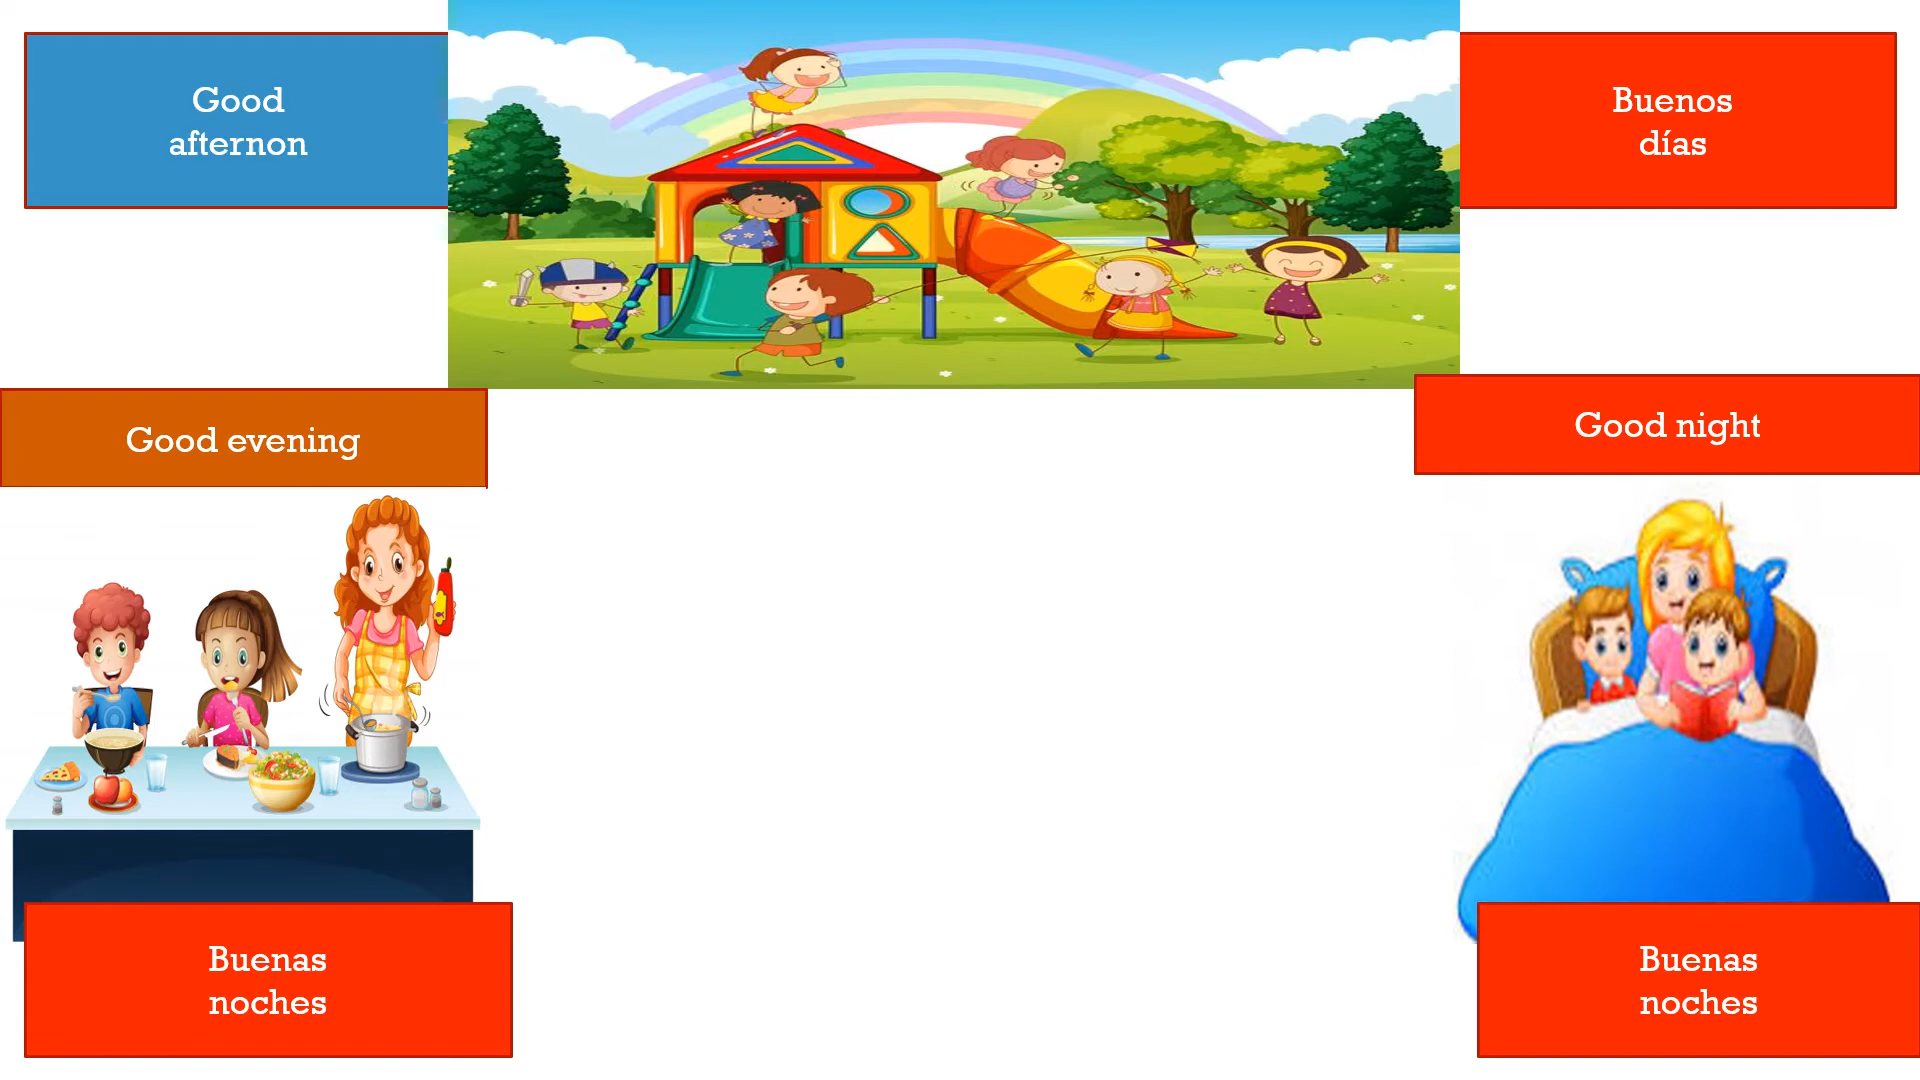 Good
afternon
Buenos
días
Good evening
Good night
Buenas
noches
Buenas
noches